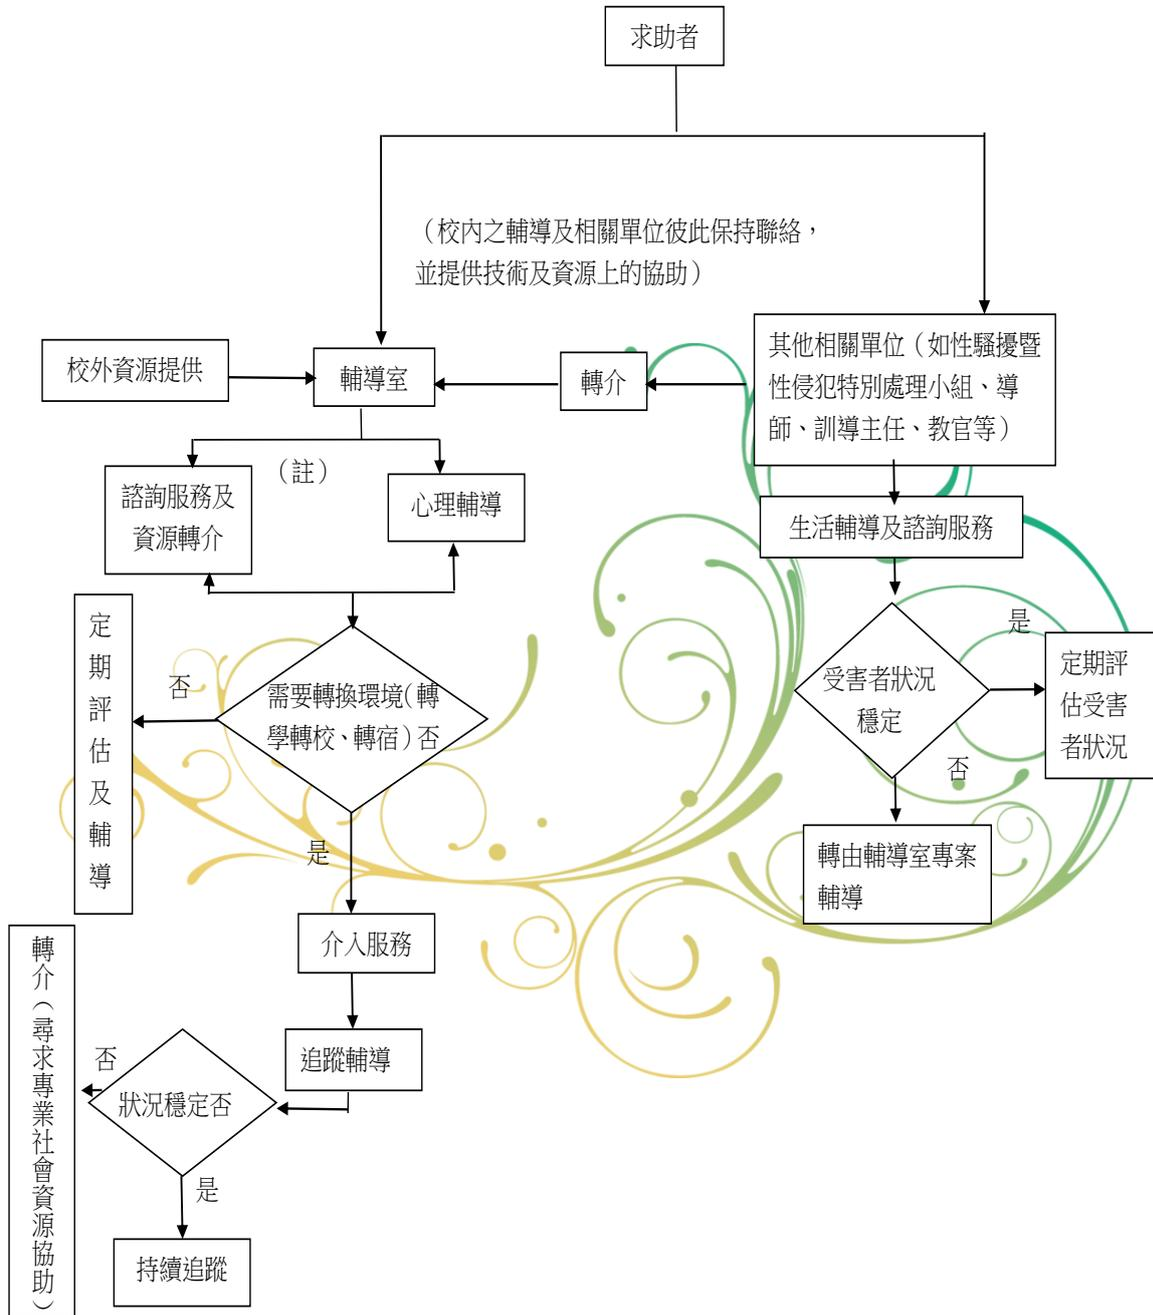 求助者
（校內之輔導及相關單位彼此保持聯絡，
並提供技術及資源上的協助）
校外資源提供
輔導室
轉介
其他相關單位（如性騷擾暨
性侵犯特別處理小組、導
師、訓導主任、教官等）
（註）
諮詢服務及
資源轉介
心理輔導
生活輔導及諮詢服務
定期評估及輔導
否
需要轉換環境（轉
學轉校、轉宿）否
受害者狀況
穩定
是
定期評
估受害
者狀況
否
是
轉由輔導室專案
輔導
介入服務
轉介（尋求專業社會資源協助）
追蹤輔導
否
狀況穩定否
是
持續追蹤